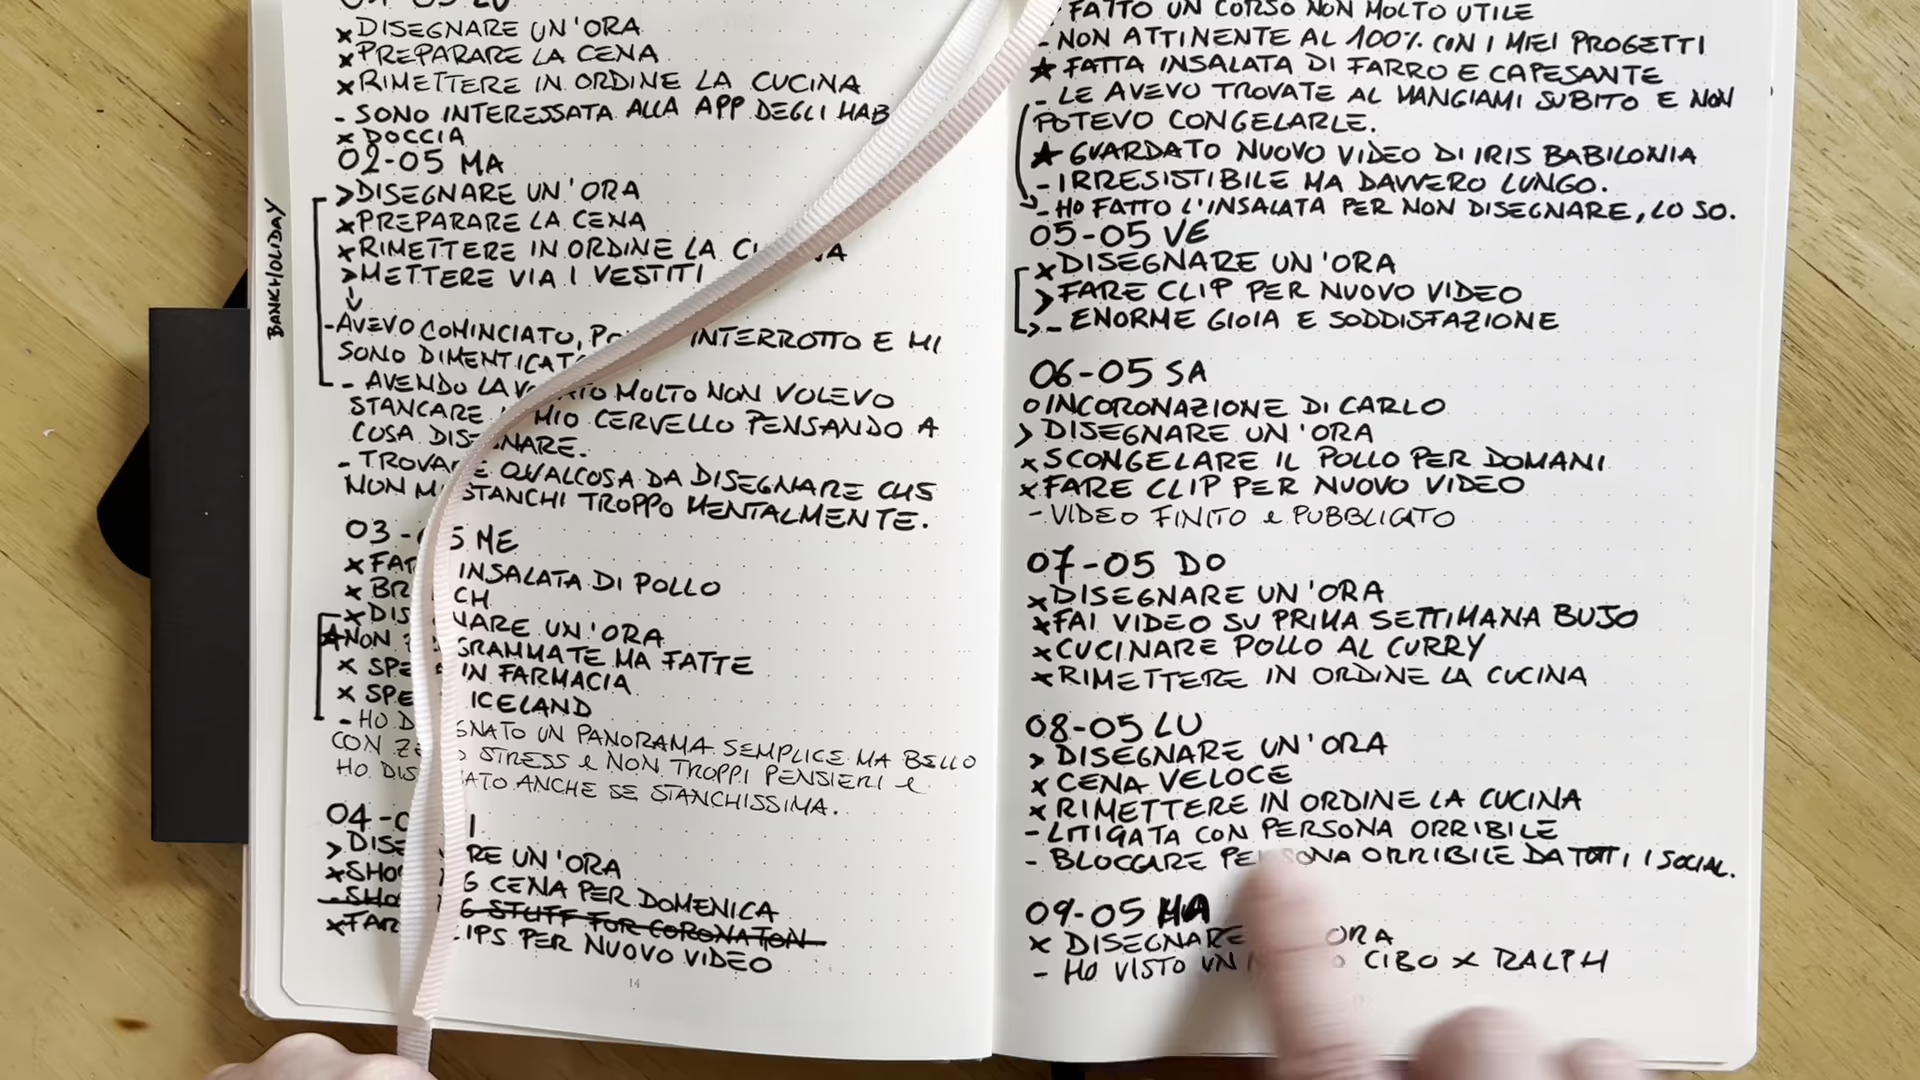 × DISEGNARE UN'ORA
× PREPARARE LA CENA
× RIMETTERE IN ORDINE LA CUCINA
- SONO INTERESSATA ALLA APP DEGLI HAB
× DOCCIA
02-05 MA
BANKHOLIDAY
> DISEGNARE UN'ORA
× PREPARARE LA CENA
× RIMETTERE IN ORDINE LA
> METTERE VIA I VESTITI
- AVEVO COMINCIATO, INTERROTTO E MI
SONO DIMENTICAT
- AVENDO MOLTO NON VOLEVO
STANCARE MIO CERVELLO PENSANDO A
COSA DISEGNARE.
- QUALCOSA DA DISEGNARE CHE
NON STANCHI TROPPO MENTALMENTE.
03- 5 ME
× INSALATA DI POLLO
×
× UN'ORA
★ NON MA FATTE
× IN FARMACIA
× ICELAND
- HO UN PANORAMA SEMPLICE MA BELLO
CON STRESS e NON TROPPI PENSIERI e
HO ANCHE SE STANCHISSIMA.
04-
> UN'ORA
× CENA PER DOMENICA
- STUFF FOR CORONATON
× PER NUOVO VIDEO
14
FATTO UN CORSO NON MOLTO UTILE
- NON ATTINENTE AL 100% CON I MIEI PROGETTI
★ FATTA INSALATA DI FARRO E CAPESANTE
- LE AVEVO TROVATE AL MANGIAMI SUBITO E NON
POTEVO CONGELARLE.
★ GUARDATO NUOVO VIDEO DI IRIS BABILONIA
- IRRESISTIBILE MA DAVVERO LUNGO.
- HO FATTO L'INSALATA PER NON DISEGNARE, LO SO.
05-05 VE
× DISEGNARE UN'ORA
> FARE CLIP PER NUOVO VIDEO
- ENORME GIOIA E SODDISFAZIONE
06-05 SA
O INCORONAZIONE DI CARLO
> DISEGNARE UN'ORA
× SCONGELARE IL POLLO PER DOMANI
× FARE CLIP PER NUOVO VIDEO
- VIDEO FINITO e PUBBLICATO
07-05 DO
× DISEGNARE UN'ORA
× FAI VIDEO SU PRIMA SETTIMANA BUJO
× CUCINARE POLLO AL CURRY
× RIMETTERE IN ORDINE LA CUCINA
08-05 LU
> DISEGNARE UN'ORA
× CENA VELOCE
× RIMETTERE IN ORDINE LA CUCINA
- LITIGATA CON PERSONA ORRIBILE
- BLOCCARE PERSONA ORRIBILE DA TUTTI I SOCIAL.
09-05 MA
× DISEGNARE ORA
- HO VISTO UN CIBO × RALPH